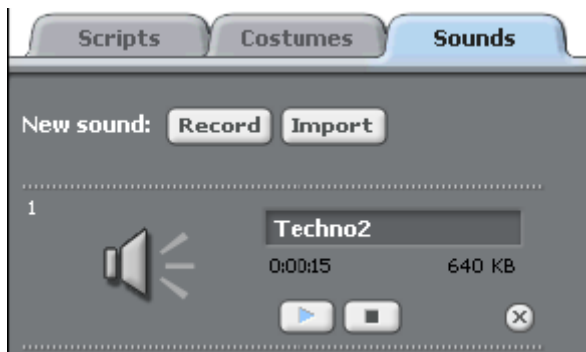 Scripts Costumes Sounds
New sound: Record Import
1
Techno2
0:00:15 640 KB